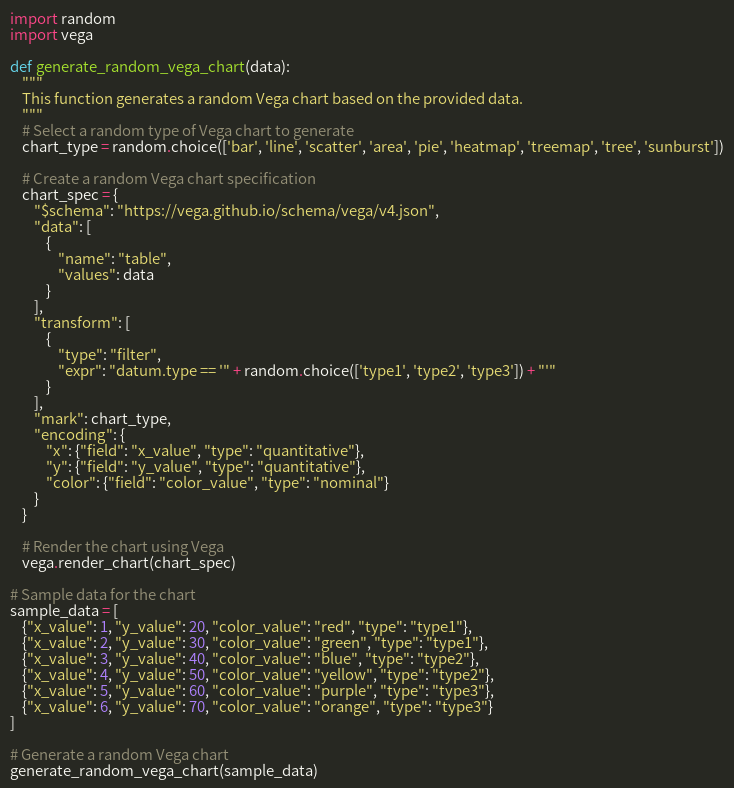 import random
import vega

def generate_random_vega_chart(data):
    """
    This function generates a random Vega chart based on the provided data.
    """
    # Select a random type of Vega chart to generate
    chart_type = random.choice(['bar', 'line', 'scatter', 'area', 'pie', 'heatmap', 'treemap', 'tree', 'sunburst'])

    # Create a random Vega chart specification
    chart_spec = {
        "$schema": "https://vega.github.io/schema/vega/v4.json",
        "data": [
            {
                "name": "table",
                "values": data
            }
        ],
        "transform": [
            {
                "type": "filter",
                "expr": "datum.type == '" + random.choice(['type1', 'type2', 'type3']) + "'"
            }
        ],
        "mark": chart_type,
        "encoding": {
            "x": {"field": "x_value", "type": "quantitative"},
            "y": {"field": "y_value", "type": "quantitative"},
            "color": {"field": "color_value", "type": "nominal"}
        }
    }

    # Render the chart using Vega
    vega.render_chart(chart_spec)

# Sample data for the chart
sample_data = [
    {"x_value": 1, "y_value": 20, "color_value": "red", "type": "type1"},
    {"x_value": 2, "y_value": 30, "color_value": "green", "type": "type1"},
    {"x_value": 3, "y_value": 40, "color_value": "blue", "type": "type2"},
    {"x_value": 4, "y_value": 50, "color_value": "yellow", "type": "type2"},
    {"x_value": 5, "y_value": 60, "color_value": "purple", "type": "type3"},
    {"x_value": 6, "y_value": 70, "color_value": "orange", "type": "type3"}
]

# Generate a random Vega chart
generate_random_vega_chart(sample_data)